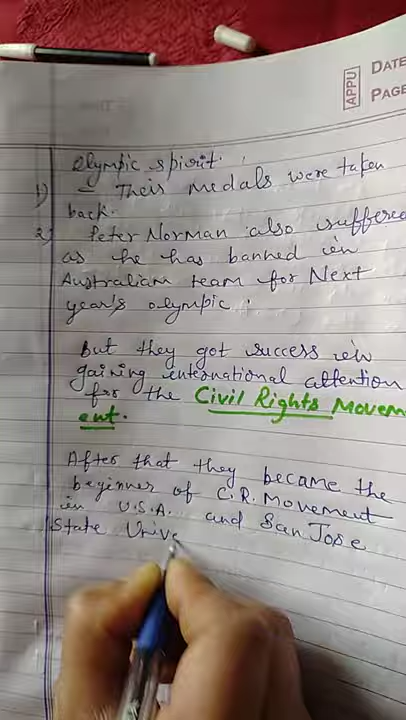 APPU
DATE
PAGE
Olympic spirit.
1) - Their Medals were taken
back.
2) Peter Norman also suffere
as he has banned in
Australian team for Next
year's olympic.
But they got success in
gaining international attention
for the Civil Rights Movem
ent.
After that they became the
beginner of C.R. Movement
in U.S.A. and San Jose
State Unive